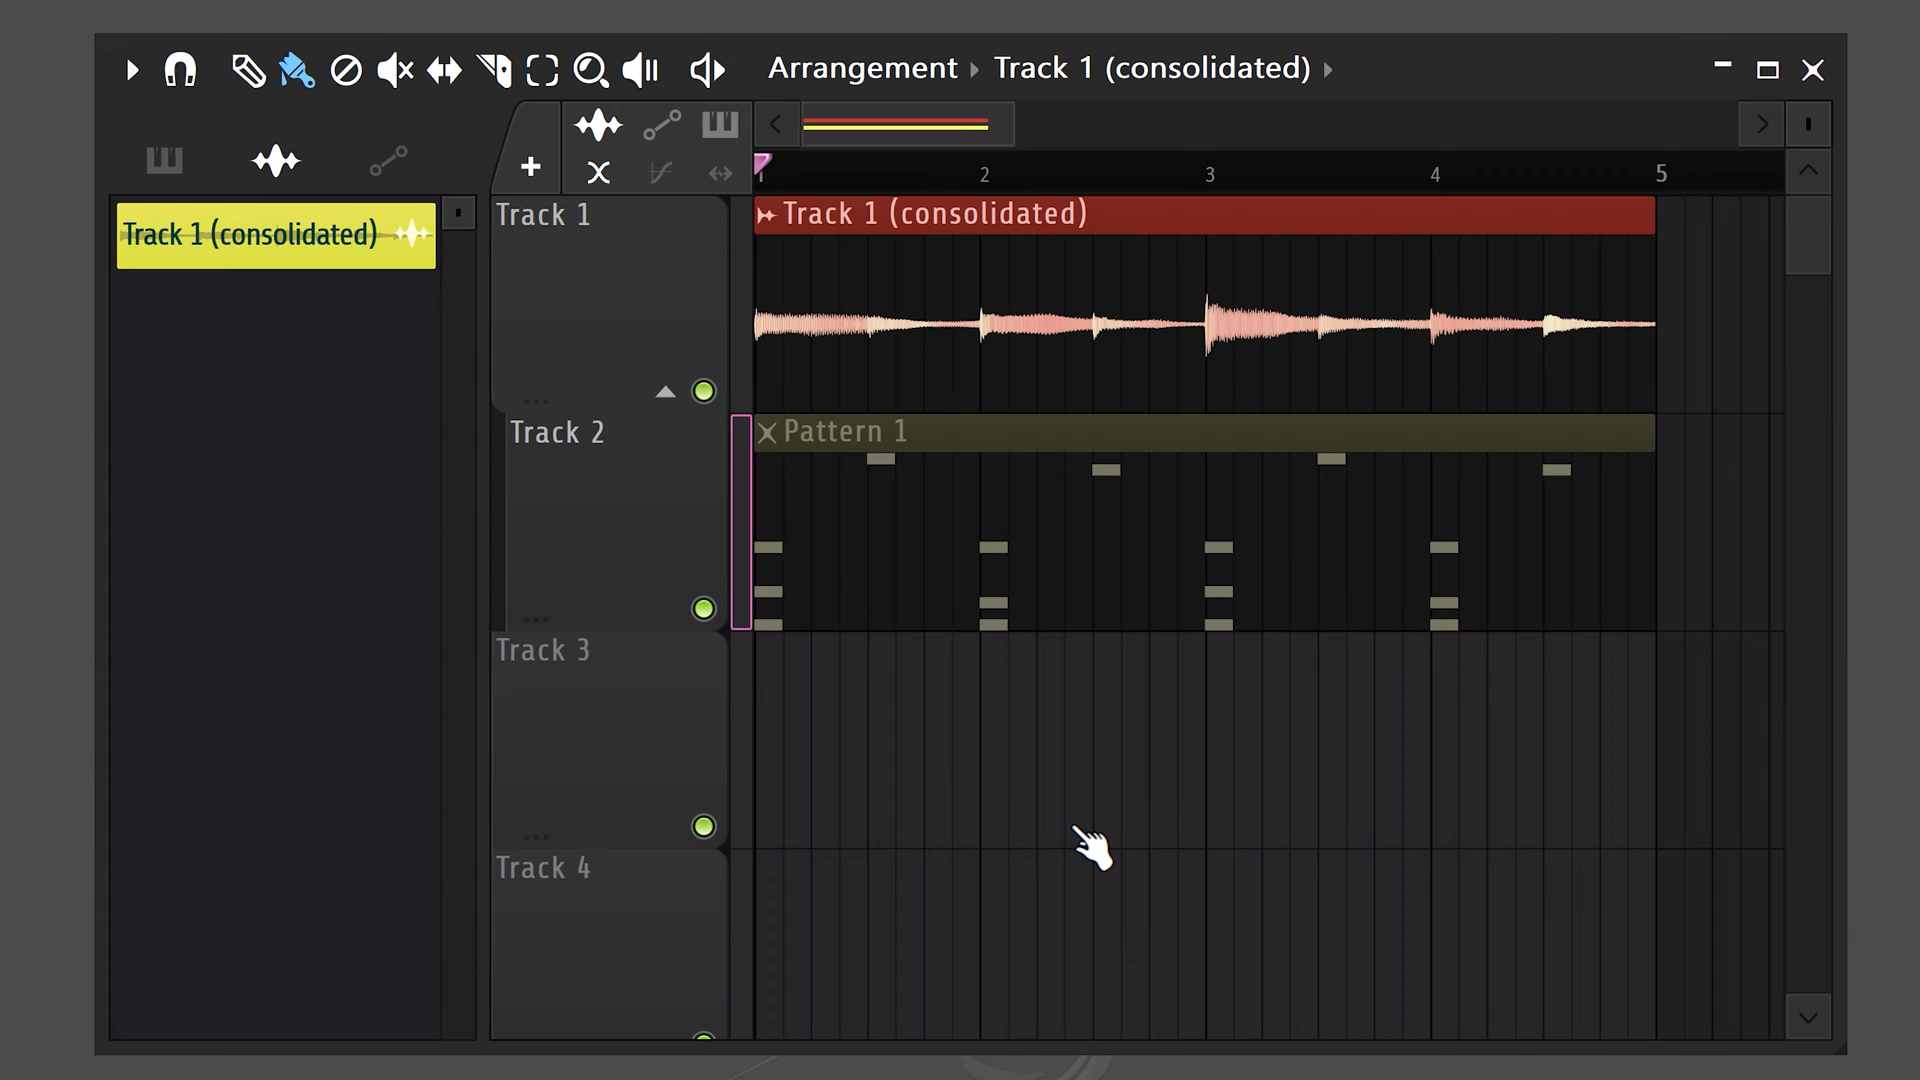 Arrangement Track 1 (consolidated)
1 2 3 4 5
Track 1 (consolidated)
Track 1
Track 1 (consolidated)
Track 2
Pattern 1
Track 3
Track 4